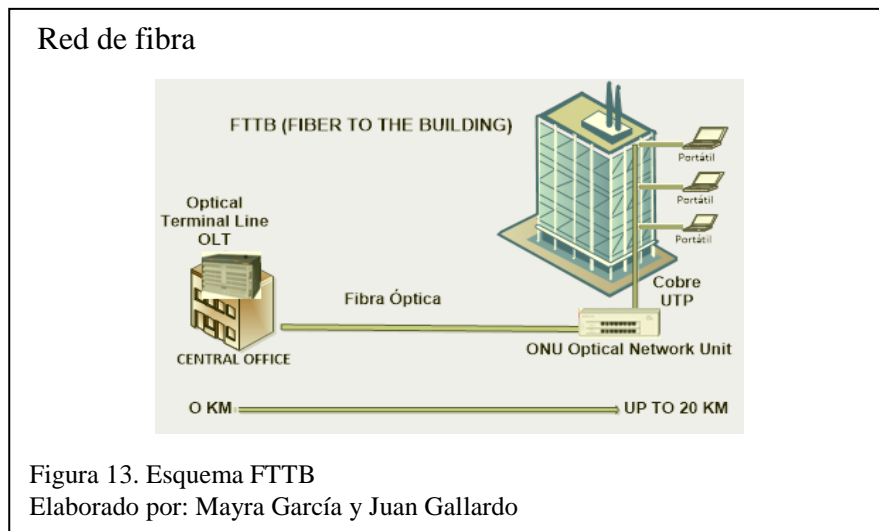 Red de fibra
FTTB (FIBER TO THE BUILDING)
Portátil
Portátil
Portátil
Optical
Terminal Line
OLT
Fibra Óptica
Cobre
UTP
CENTRAL OFFICE
ONU Optical Network Unit
O KM
UP TO 20 KM
Figura 13. Esquema FTTB
Elaborado por: Mayra García y Juan Gallardo